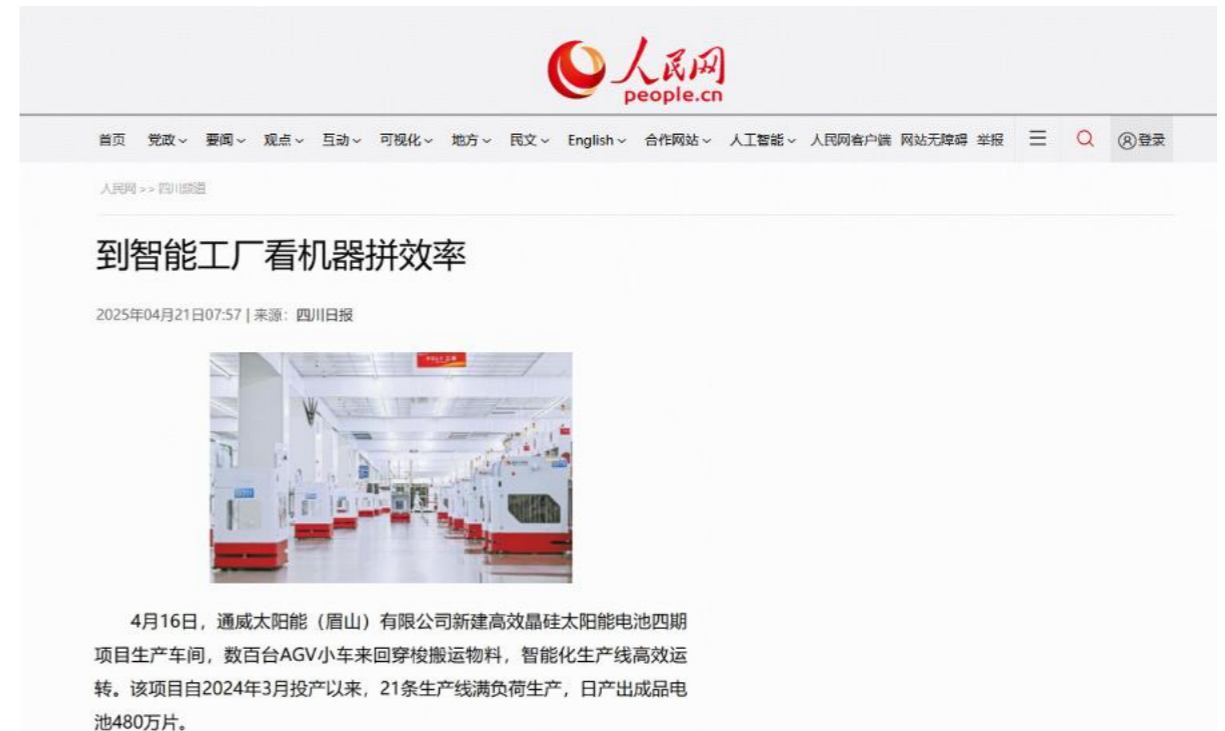 人民网
people.cn
首页 党政 要闻 观点 互动 可视化 地方 民文 English 合作网站 人工智能 人民网客户端 网站无障碍 举报 登录
人民网>>四川频道
到智能工厂看机器拼效率
2025年04月21日07:57 | 来源：四川日报
4月16日，通威太阳能（眉山）有限公司新建高效晶硅太阳能电池四期
项目生产车间，数百台AGV小车来回穿梭搬运物料，智能化生产线高效运
转。该项目自2024年3月投产以来，21条生产线满负荷生产，日产出成品电
池480万片。